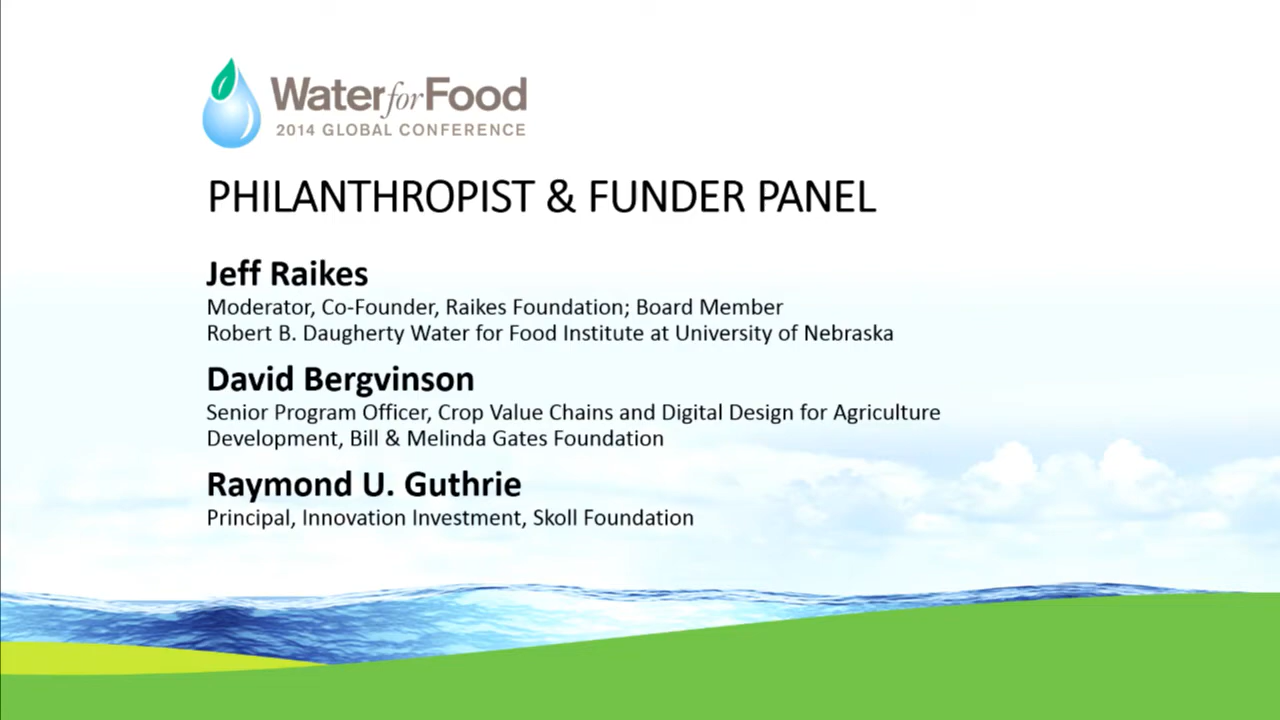 Water for Food
2014 GLOBAL CONFERENCE
PHILANTHROPIST & FUNDER PANEL
Jeff Raikes
Moderator, Co-Founder, Raikes Foundation; Board Member
Robert B. Daugherty Water for Food Institute at University of Nebraska
David Bergvinson
Senior Program Officer, Crop Value Chains and Digital Design for Agriculture
Development, Bill & Melinda Gates Foundation
Raymond U. Guthrie
Principal, Innovation Investment, Skoll Foundation